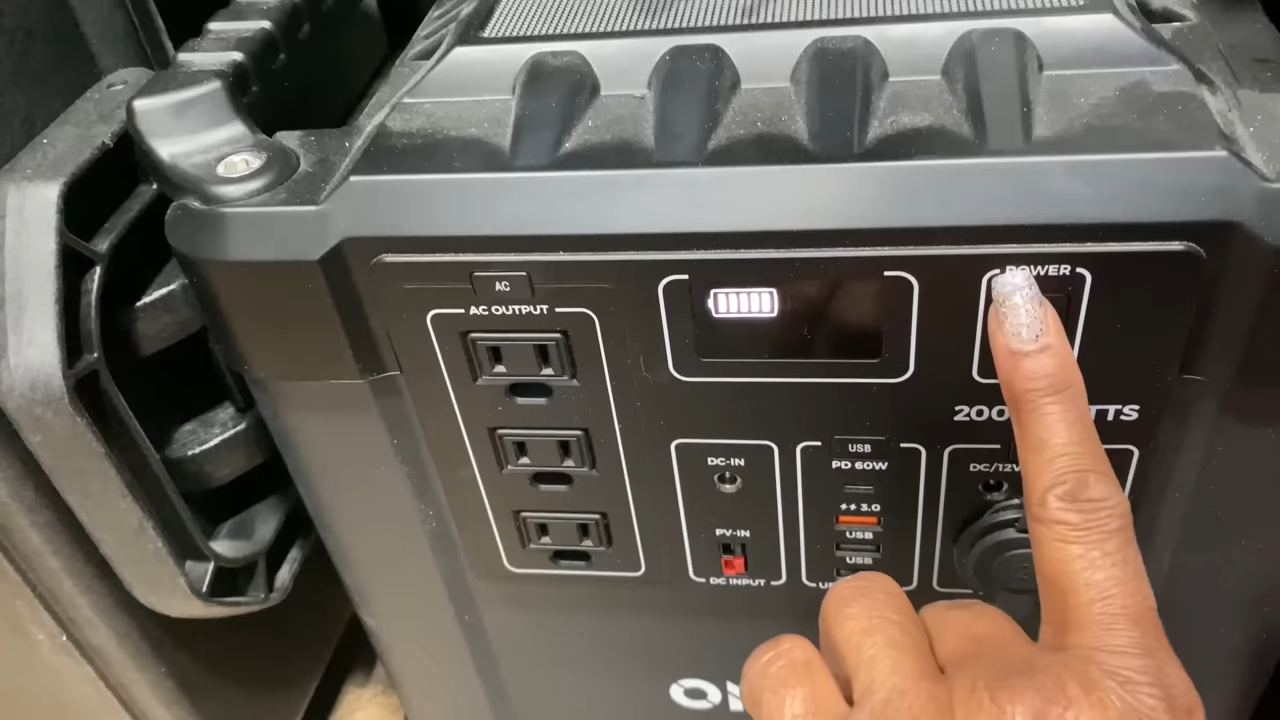 AC
AC OUTPUT
POWER
DC-IN
PV-IN
DC INPUT
USB
PD 60W
3.0
USB
USB
DC/12V